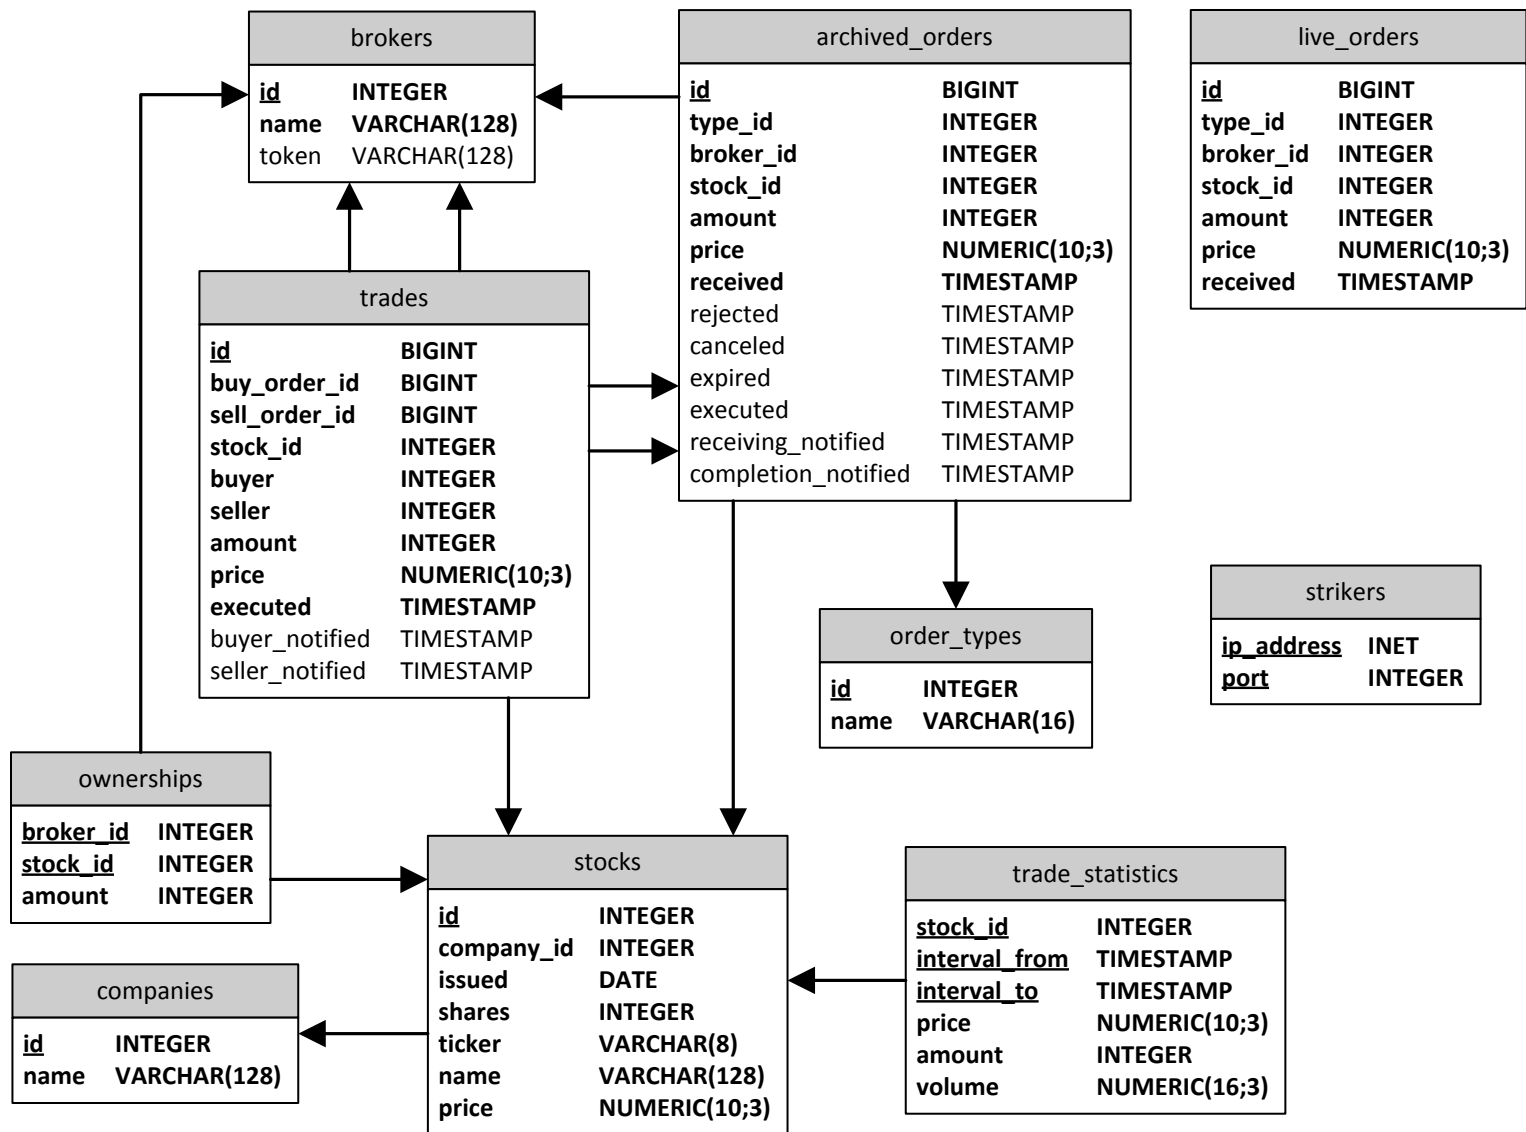 brokers
id INTEGER
name VARCHAR(128)
token VARCHAR(128)
archived_orders
id BIGINT
type_id INTEGER
broker_id INTEGER
stock_id INTEGER
amount INTEGER
price NUMERIC(10;3)
received TIMESTAMP
rejected TIMESTAMP
canceled TIMESTAMP
expired TIMESTAMP
executed TIMESTAMP
receiving_notified TIMESTAMP
completion_notified TIMESTAMP
live_orders
id BIGINT
type_id INTEGER
broker_id INTEGER
stock_id INTEGER
amount INTEGER
price NUMERIC(10;3)
received TIMESTAMP
trades
id BIGINT
buy_order_id BIGINT
sell_order_id BIGINT
stock_id INTEGER
buyer INTEGER
seller INTEGER
amount INTEGER
price NUMERIC(10;3)
executed TIMESTAMP
buyer_notified TIMESTAMP
seller_notified TIMESTAMP
order_types
id INTEGER
name VARCHAR(16)
strikers
ip_address INET
port INTEGER
ownerships
broker_id INTEGER
stock_id INTEGER
amount INTEGER
stocks
id INTEGER
company_id INTEGER
issued DATE
shares INTEGER
ticker VARCHAR(8)
name VARCHAR(128)
price NUMERIC(10;3)
trade_statistics
stock_id INTEGER
interval_from TIMESTAMP
interval_to TIMESTAMP
price NUMERIC(10;3)
amount INTEGER
volume NUMERIC(16;3)
companies
id INTEGER
name VARCHAR(128)